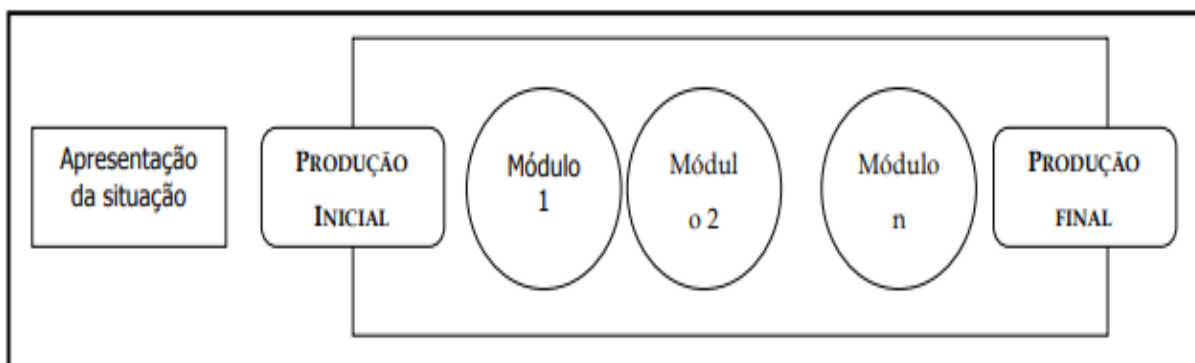 Apresentação
da situação
PRODUÇÃO
INICIAL
Módulo
1
Módul
o 2
Módulo
n
PRODUÇÃO
FINAL